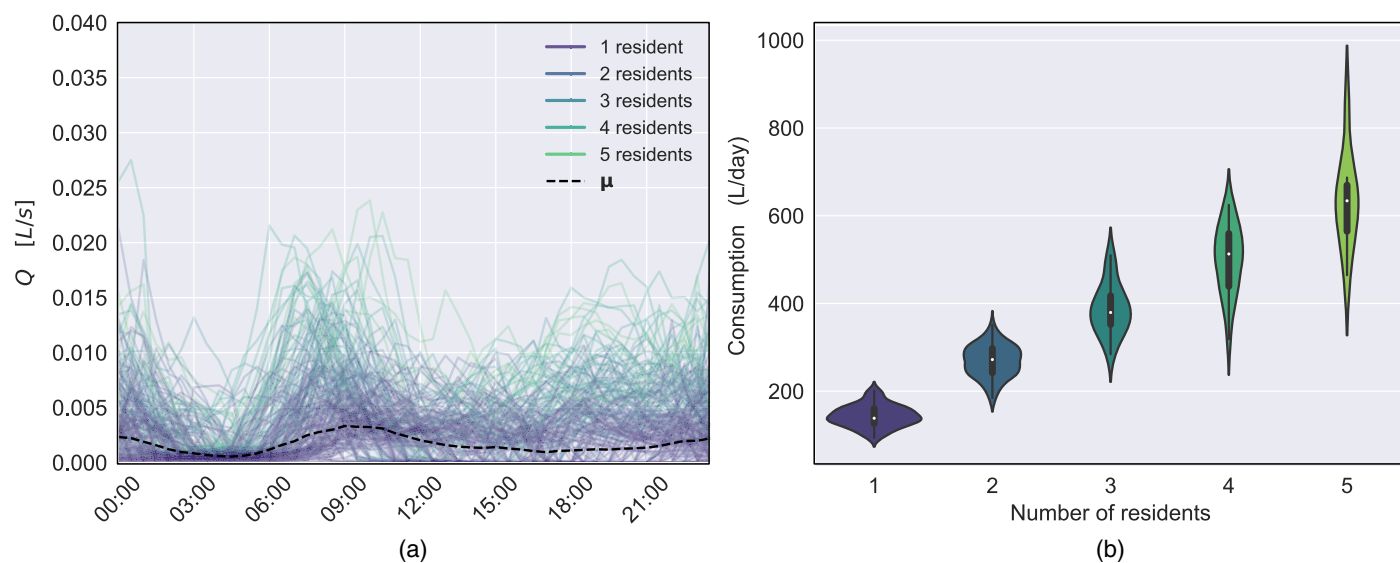 0.040
0.035
0.030
0.025
0.020
0.015
0.010
0.005
0.000
Q [L/s]
1 resident
2 residents
3 residents
4 residents
5 residents
μ
00:00
03:00
06:00
09:00
12:00
15:00
18:00
21:00
(a)
1000
800
600
400
200
Consumption (L/day)
1 2 3 4 5
Number of residents
(b)